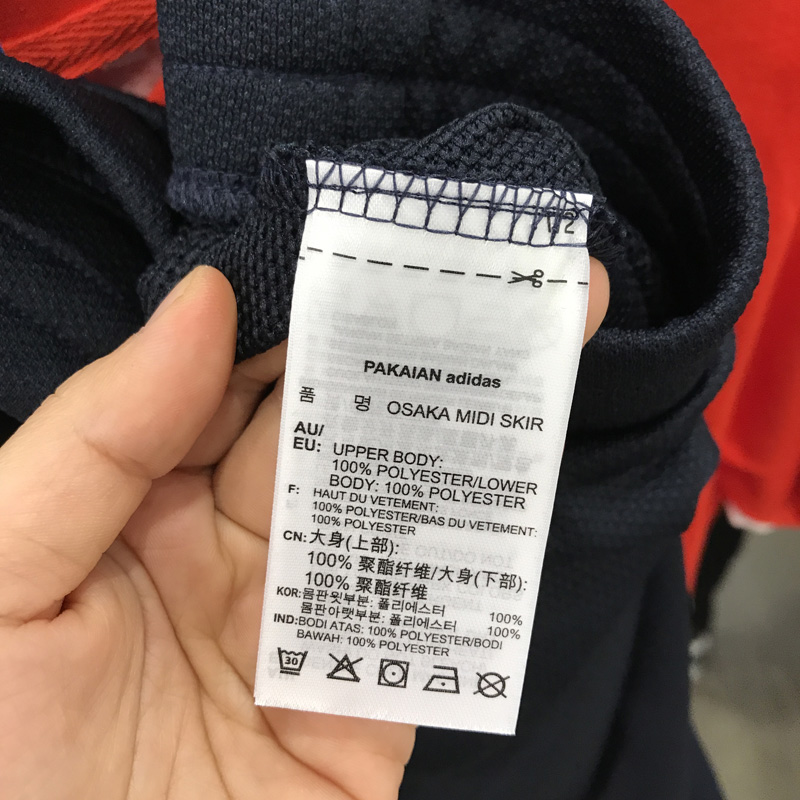 PAKAIAN adidas
품 명 OSAKA MIDI SKIR
AU/
EU: UPPER BODY:
100% POLYESTER/LOWER
BODY: 100% POLYESTER
F: HAUT DU VETEMENT:
100% POLYESTER/BAS DU VETEMENT:
100% POLYESTER
CN: 大身(上部):
100% 聚酯纤维/大身(下部):
100% 聚酯纤维
KOR: 몸판윗부분: 폴리에스터 100%
몸판아랫부분: 폴리에스터 100%
IND: BODI ATAS: 100% POLYESTER/BODI
BAWAH: 100% POLYESTER
30